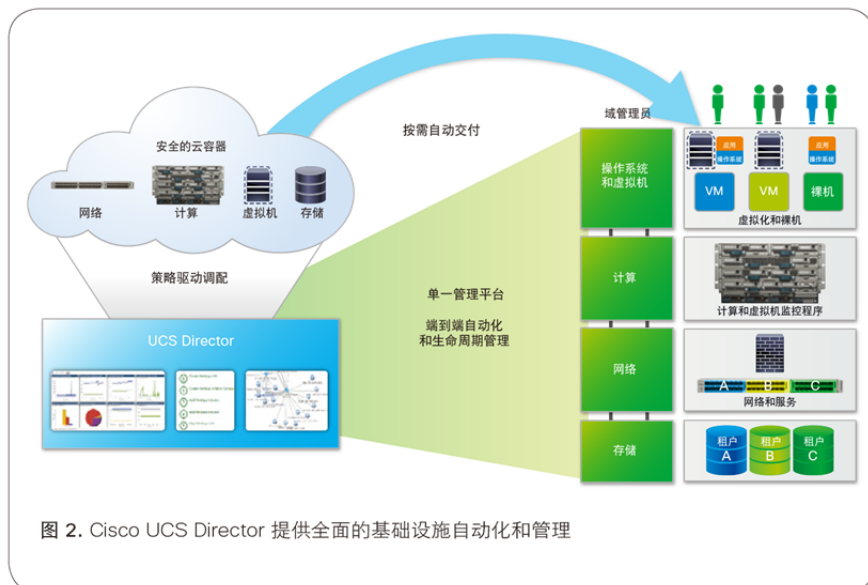 安全的云容器
网络
计算
虚拟机
存储
策略驱动调配
UCS Director
按需自动交付
单一管理平台
端到端自动化
和生命周期管理
域管理员
操作系统
和虚拟机
计算
网络
存储
应用
操作系统
应用
操作系统
VM
VM
裸机
虚拟化和裸机
计算和虚拟机监控程序
A
B
C
网络和服务
租户
A
租户
B
租户
C
图 2. Cisco UCS Director 提供全面的基础设施自动化和管理